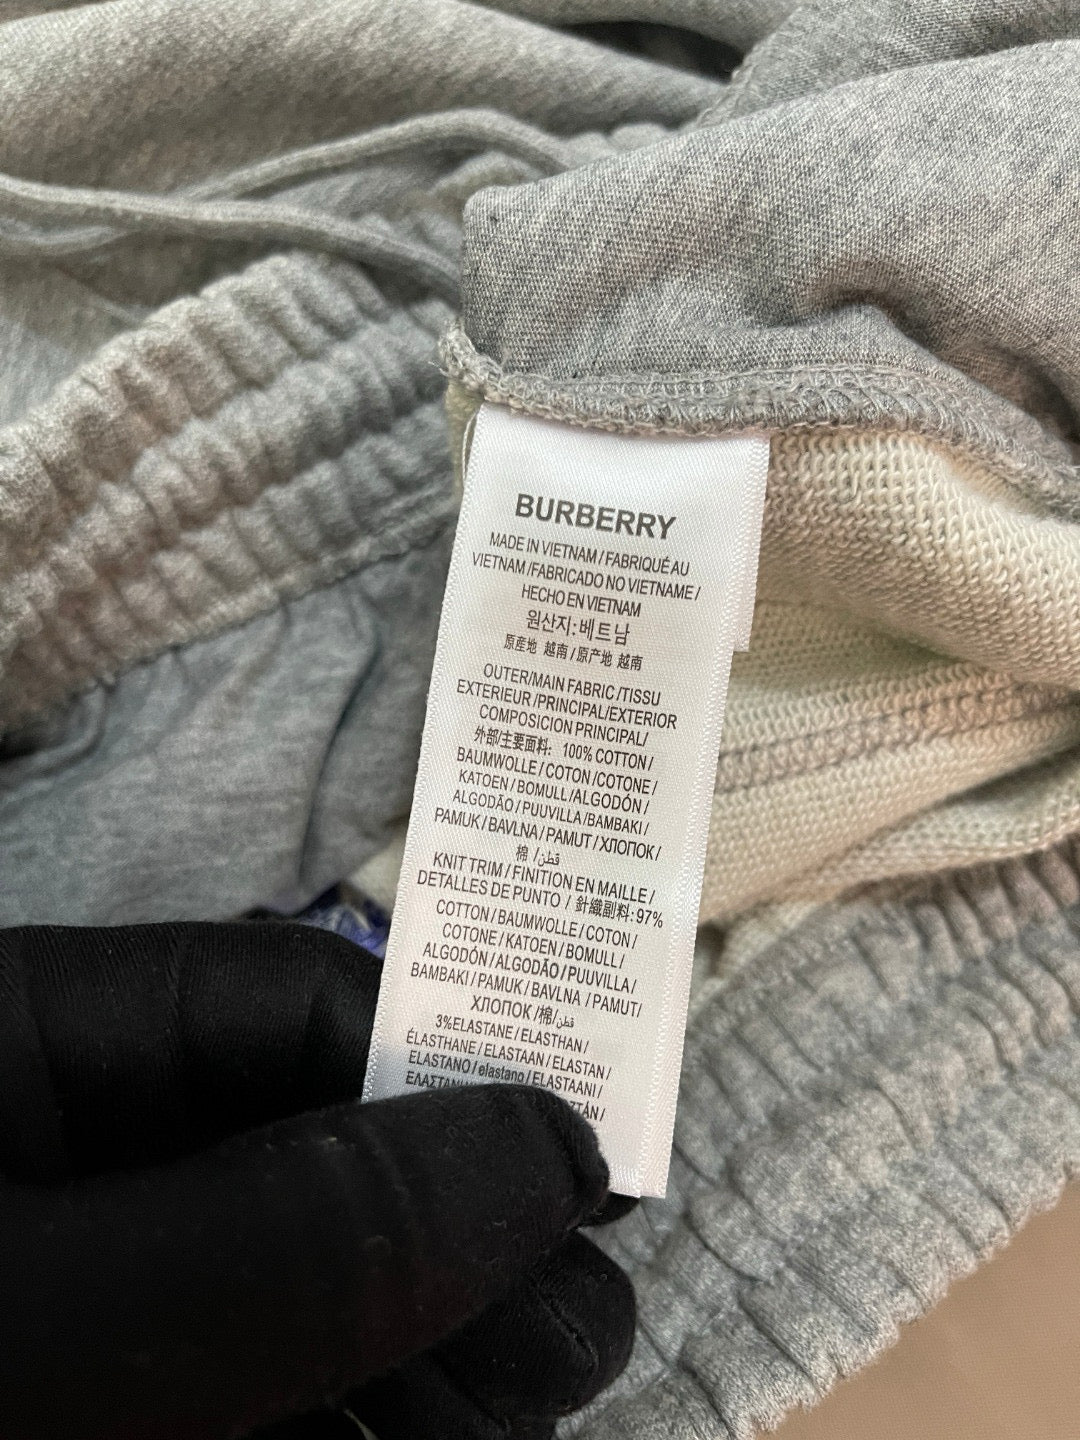 BURBERRY
MADE IN VIETNAM / FABRIQUÉ AU
VIETNAM /FABRICADO NO VIETNAME /
HECHO EN VIETNAM
원산지:베트남
原産地 越南 / 原产地 越南
OUTER/MAIN FABRIC /TISSU
EXTERIEUR /PRINCIPAL/EXTERIOR
COMPOSICION PRINCIPAL/
外部/主要面料: 100% COTTON /
BAUMWOLLE / COTON /COTONE /
KATOEN / BOMULL /ALGODÓN /
ALGODÃO / PUUVILLA /BAMBAKI /
PAMUK / BAVLNA / PAMUT / ХЛОПОК /
棉 /قطن
KNIT TRIM / FINITION EN MAILLE /
DETALLES DE PUNTO / 針織副料: 97%
COTTON / BAUMWOLLE / COTON /
COTONE / KATOEN / BOMULL /
ALGODÓN / ALGODÃO / PUUVILLA /
BAMBAKI / PAMUK / BAVLNA / PAMUT/
ХЛОПОК /棉/قطن
3%ELASTANE / ELASTHAN /
ÉLASTHANE / ELASTAAN / ELASTAN /
ELASTANO / elastano / ELASTAANI /